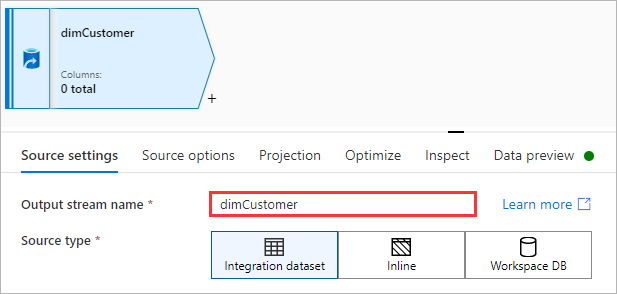 dimCustomer
Columns:
0 total
+
Source settings Source options Projection Optimize Inspect Data preview
Output stream name * dimCustomer Learn more
Source type * Integration dataset Inline Workspace DB